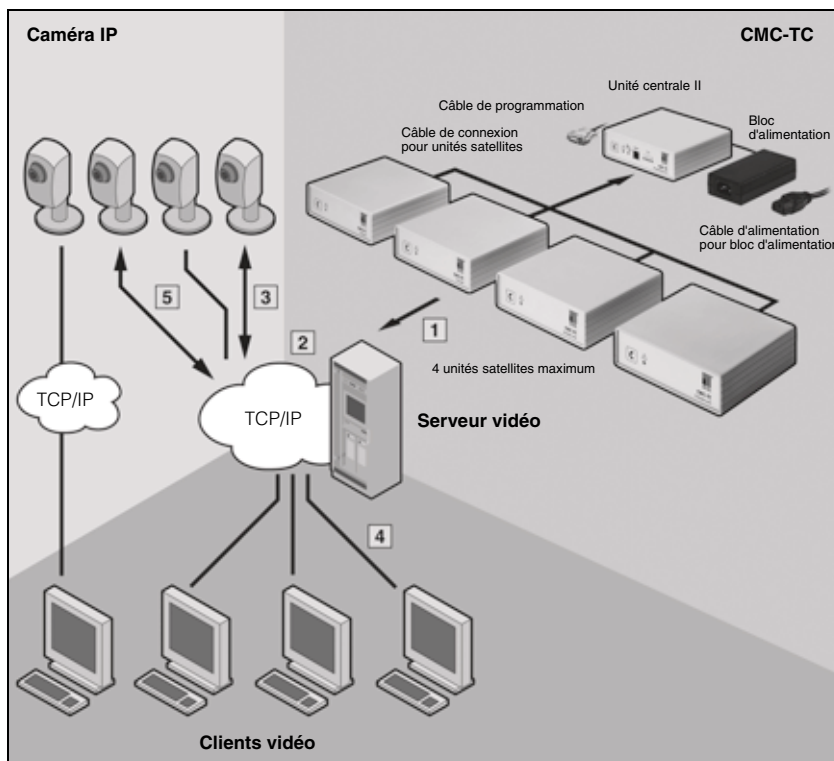 Caméra IP
CMC-TC
Unité centrale II
Câble de programmation
Bloc
d'alimentation
Câble de connexion
pour unités satellites
Câble d'alimentation
pour bloc d'alimentation
5
3
1
2
4 unités satellites maximum
TCP/IP
TCP/IP
Serveur vidéo
4
Clients vidéo